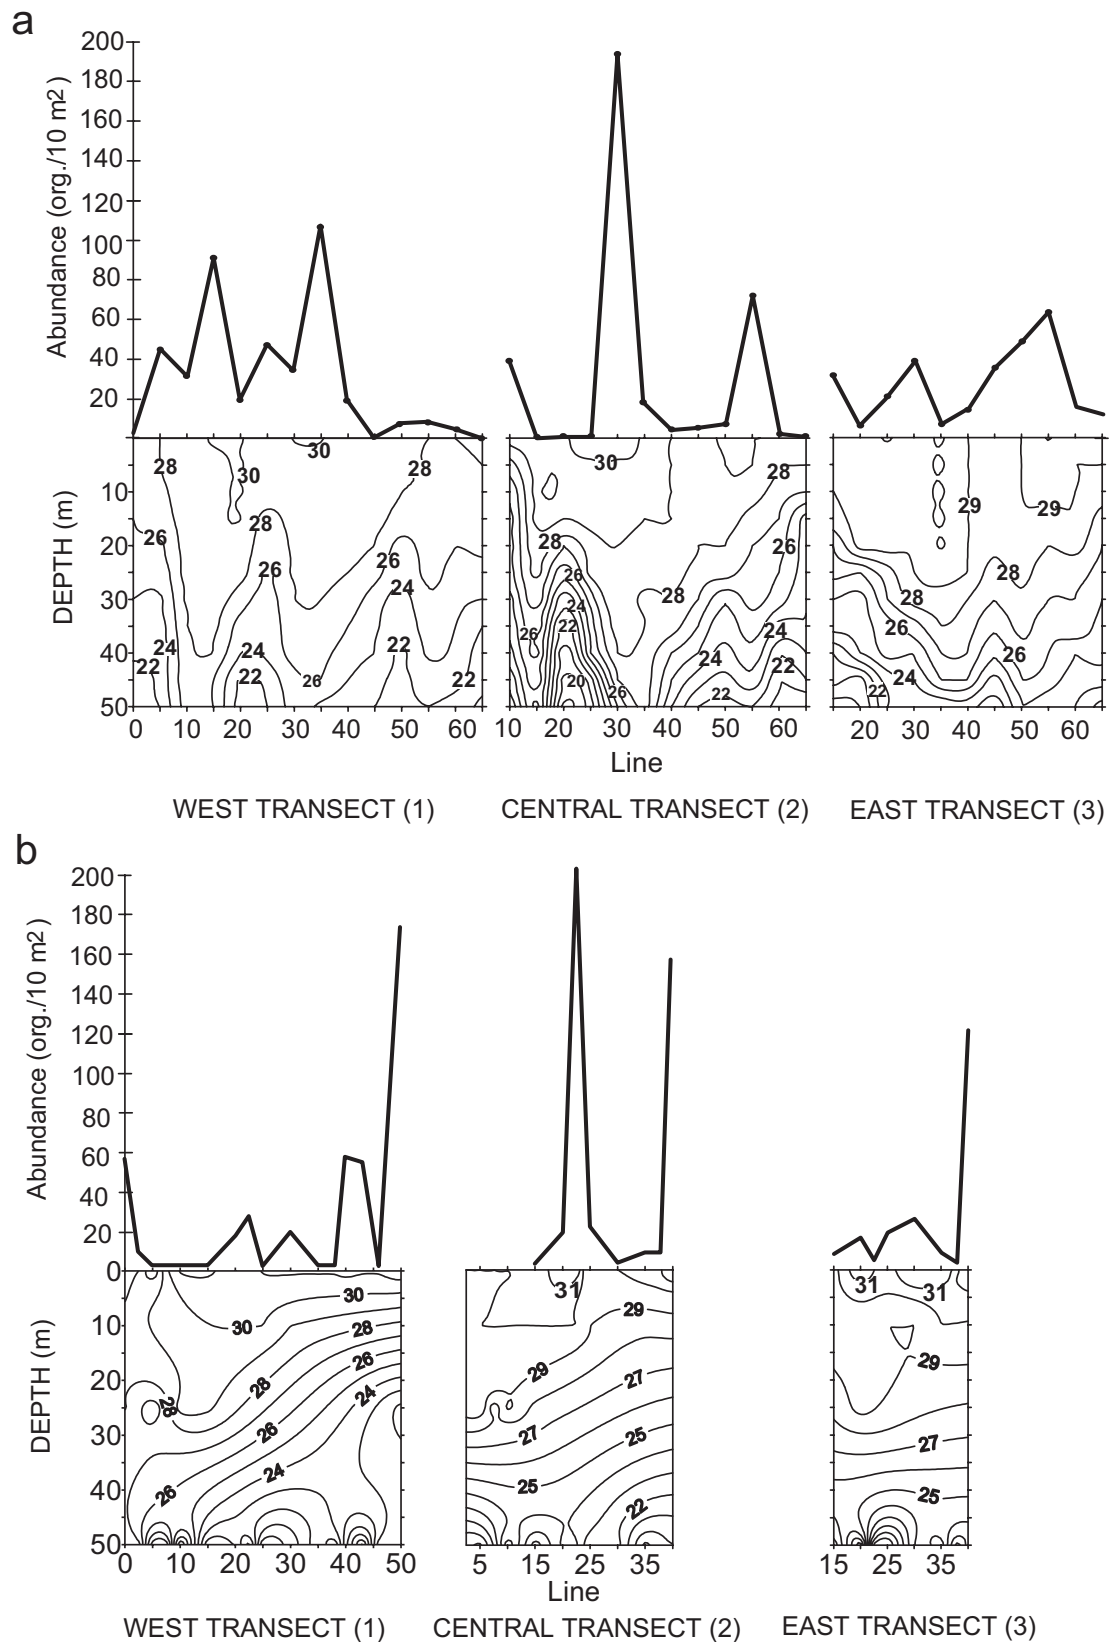 a
Abundance (org./10 m2 )
200
180
160
140
120
100
80
60
40
20
DEPTH (m)
10
20
30
40
50
28 30 30 28
26 28 26
26 24
24 24 22
22 22 26 22
30 28
28 26
26 28
24
26 22 24
24 22
20 26 22
29 29
28 28
26 26
24
22
0 10 20 30 40 50 60
10 20 30 40 50 60
20 30 40 50 60
Line
WEST TRANSECT (1) CENTRAL TRANSECT (2) EAST TRANSECT (3)
b
Abundance (org./10 m2 )
200
180
160
140
120
100
80
60
40
20
0
DEPTH (m)
10
20
30
40
50
30
30 28
26
28 28 24
26
24
26
31
29
29 27
27 25
25
22
31 31
29
27
25
0 10 20 30 40 50
5 15 25 35
15 25 35
Line
WEST TRANSECT (1) CENTRAL TRANSECT (2) EAST TRANSECT (3)